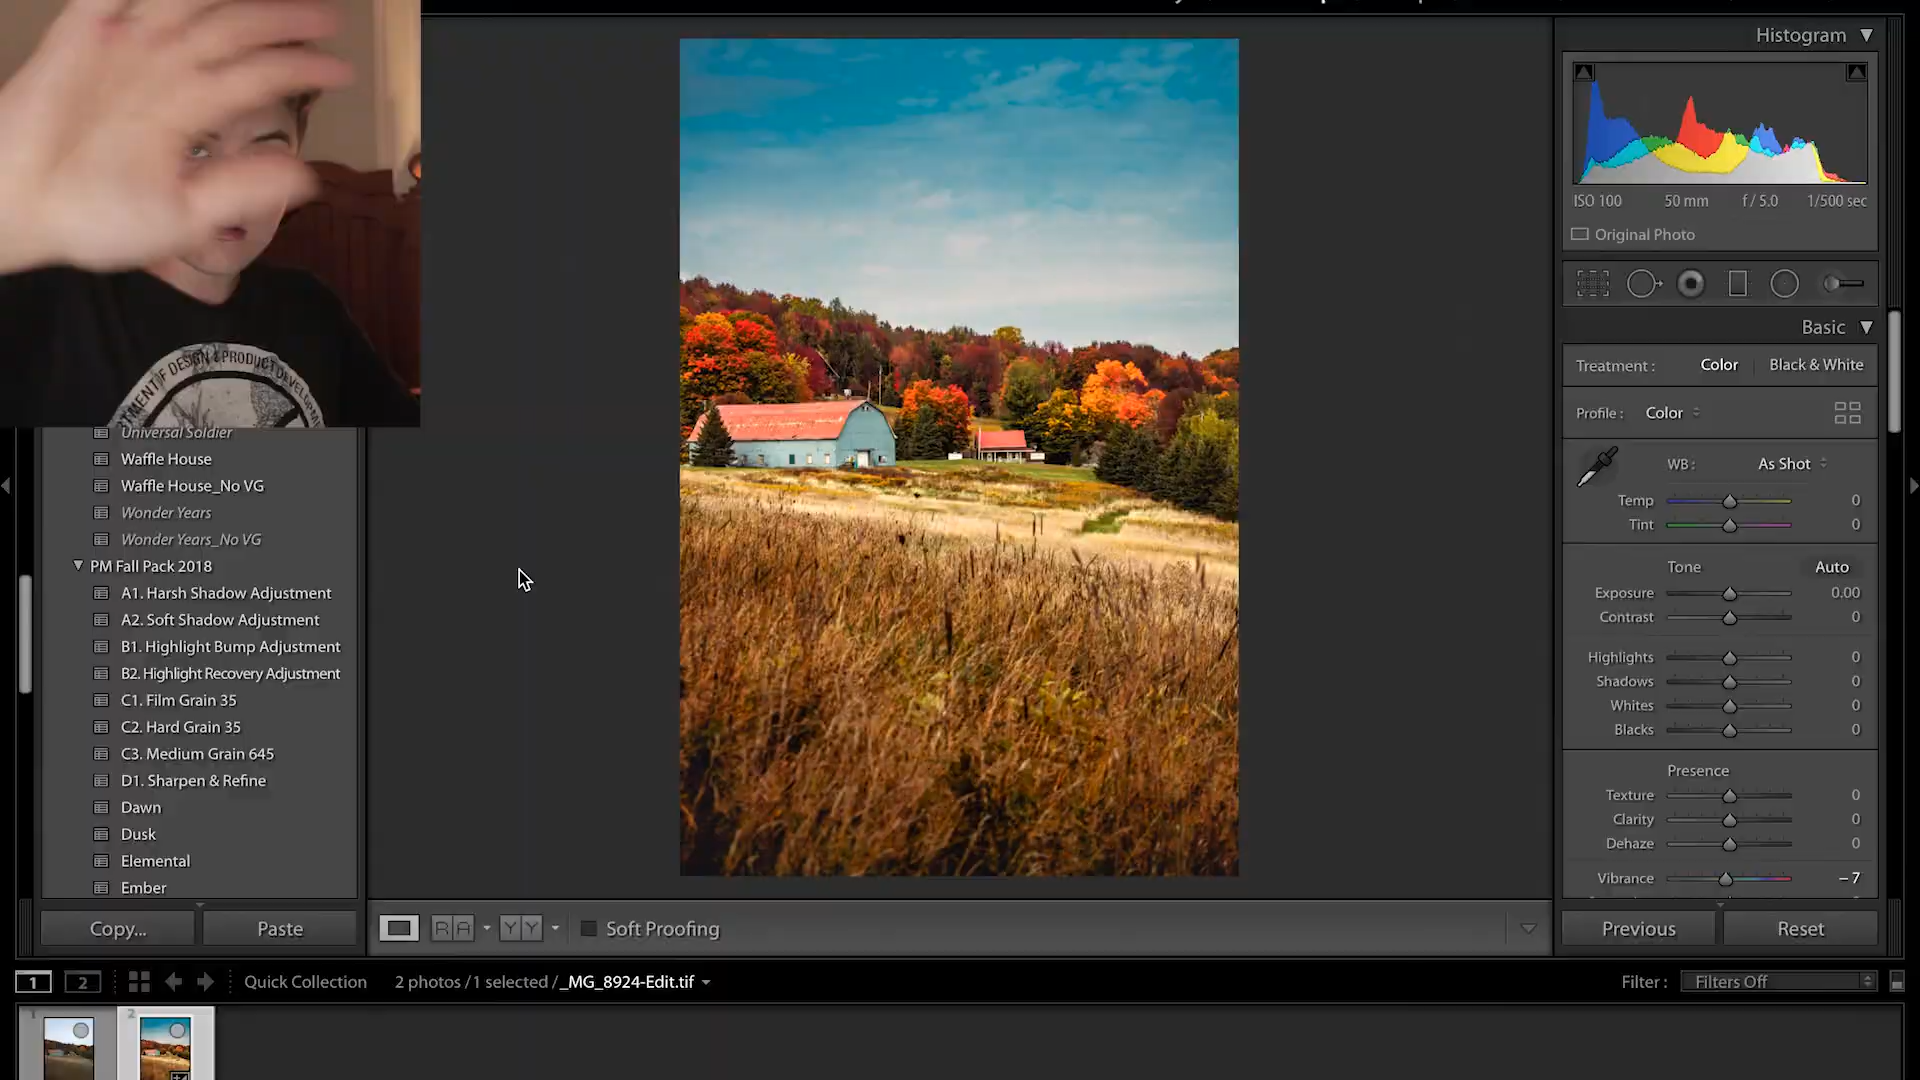 Histogram
ISO 100 50 mm f / 5.0 1/500 sec
Original Photo
Basic
Treatment : Color Black & White
Profile : Color
WB : As Shot
Temp 0
Tint 0
Tone Auto
Exposure 0.00
Contrast 0
Highlights 0
Shadows 0
Whites 0
Blacks 0
Presence
Texture 0
Clarity 0
Dehaze 0
Vibrance – 7
Previous Reset
DESIGN & PRODUCT
Universal Soldier
Waffle House
Waffle House_No VG
Wonder Years
Wonder Years_No VG
PM Fall Pack 2018
A1. Harsh Shadow Adjustment
A2. Soft Shadow Adjustment
B1. Highlight Bump Adjustment
B2. Highlight Recovery Adjustment
C1. Film Grain 35
C2. Hard Grain 35
C3. Medium Grain 645
D1. Sharpen & Refine
Dawn
Dusk
Elemental
Ember
Copy... Paste
R A Y Y Soft Proofing
1 2 Quick Collection 2 photos / 1 selected / _MG_8924-Edit.tif Filter : Filters Off
1 2